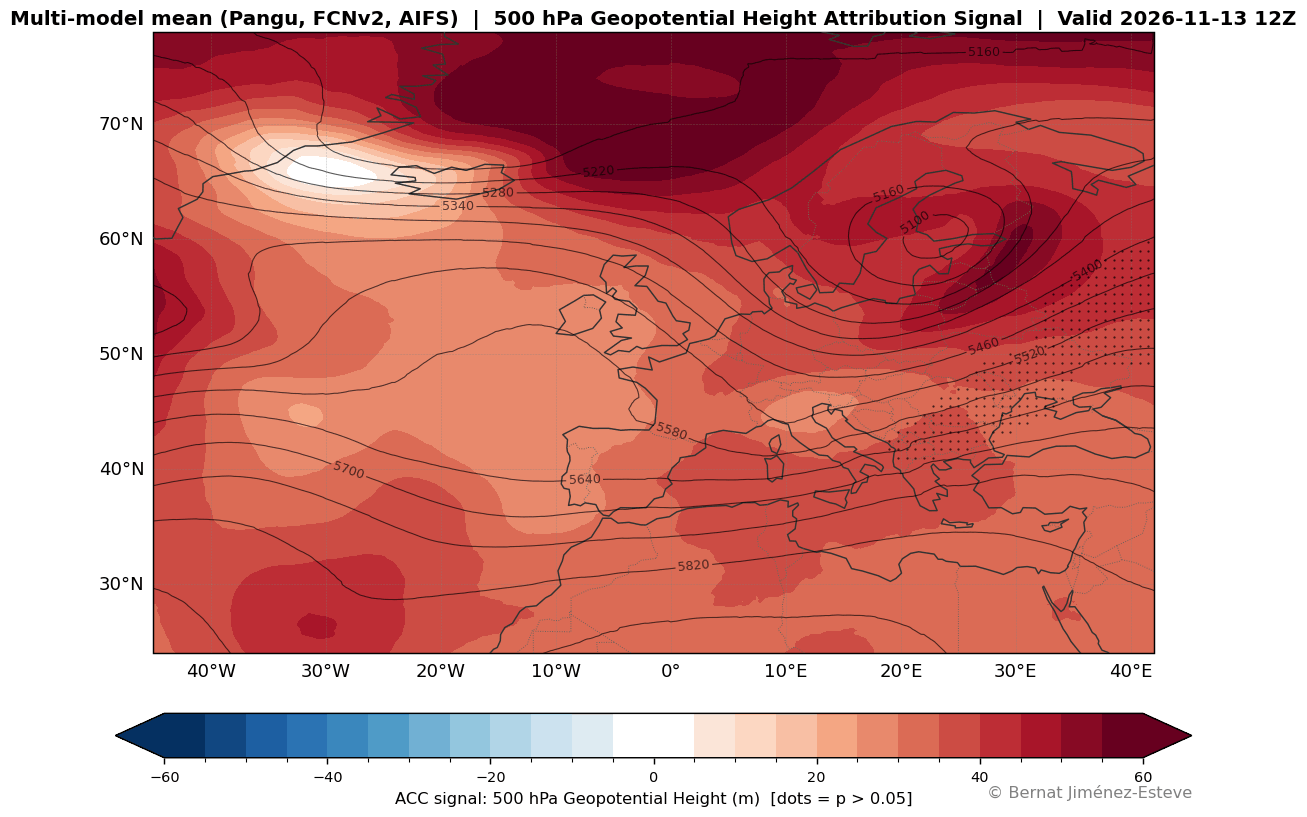 Multi-model mean (Pangu, FCNv2, AIFS) | 500 hPa Geopotential Height Attribution Signal | Valid 2026-11-13 12Z
5160
70°N
5220
5280
5160
5340
5100
60°N
5400
50°N
5460
5520
5580
40°N
5700
5640
30°N
5820
40°W 30°W 20°W 10°W 0° 10°E 20°E 30°E 40°E
−60 −40 −20 0 20 40 60
ACC signal: 500 hPa Geopotential Height (m) [dots = p > 0.05]
© Bernat Jiménez-Esteve